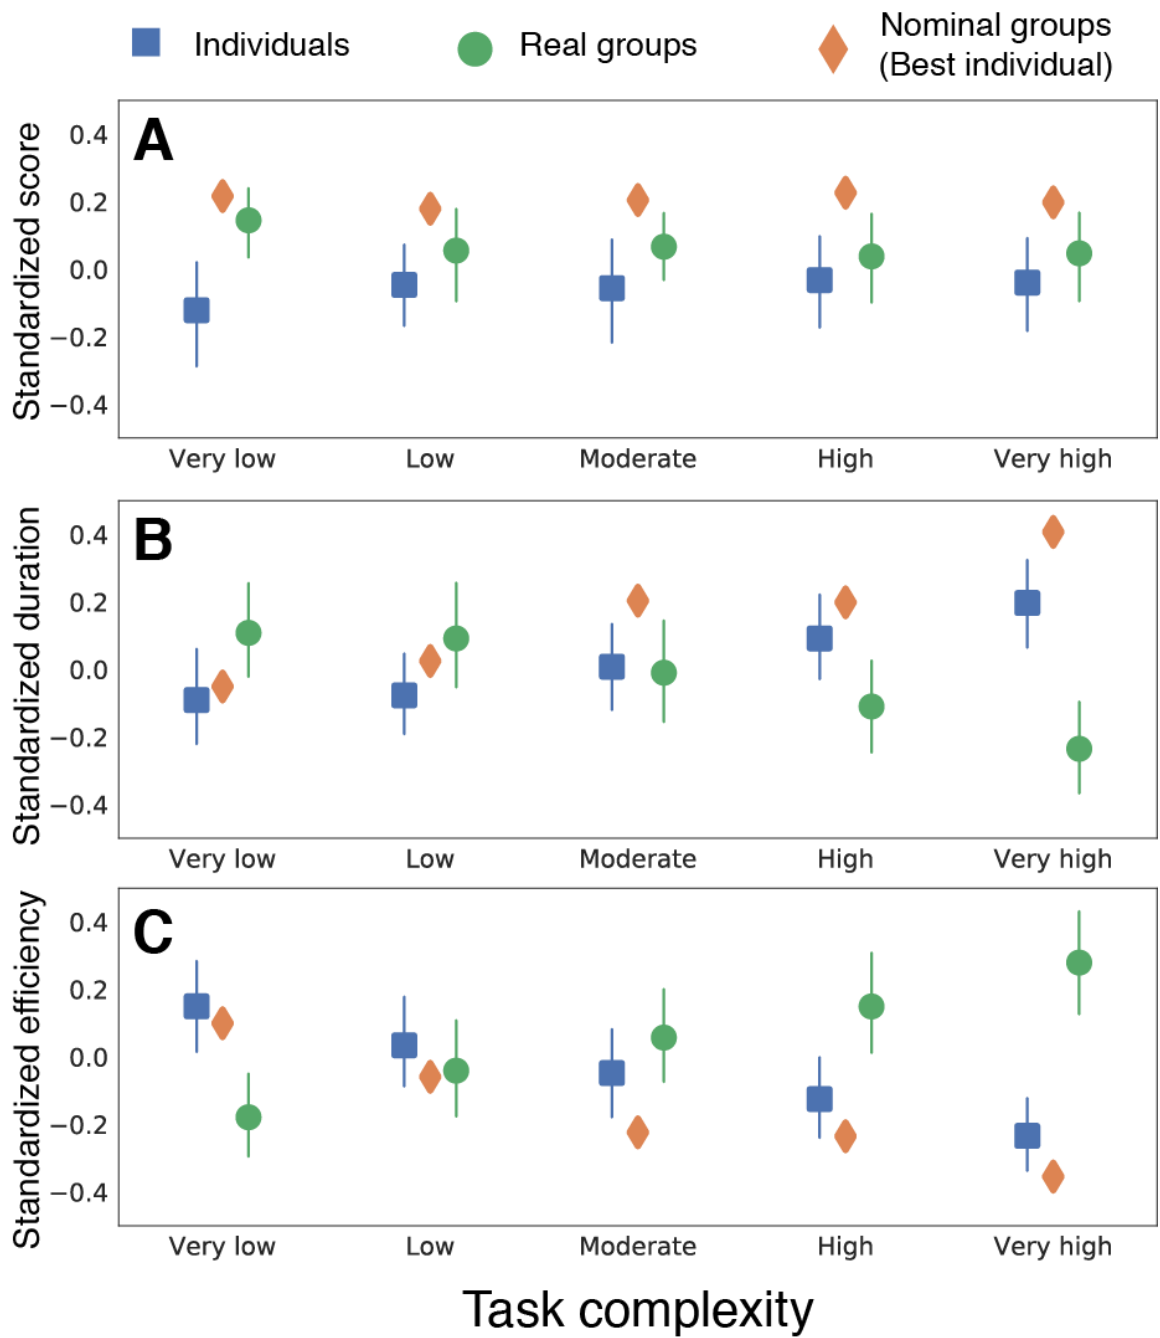 Individuals
Real groups
Nominal groups
(Best individual)
A
Standardized score
0.4
0.2
0.0
−0.2
−0.4
Very low
Low
Moderate
High
Very high
B
Standardized duration
0.4
0.2
0.0
−0.2
−0.4
Very low
Low
Moderate
High
Very high
C
Standardized efficiency
0.4
0.2
0.0
−0.2
−0.4
Very low
Low
Moderate
High
Very high
Task complexity